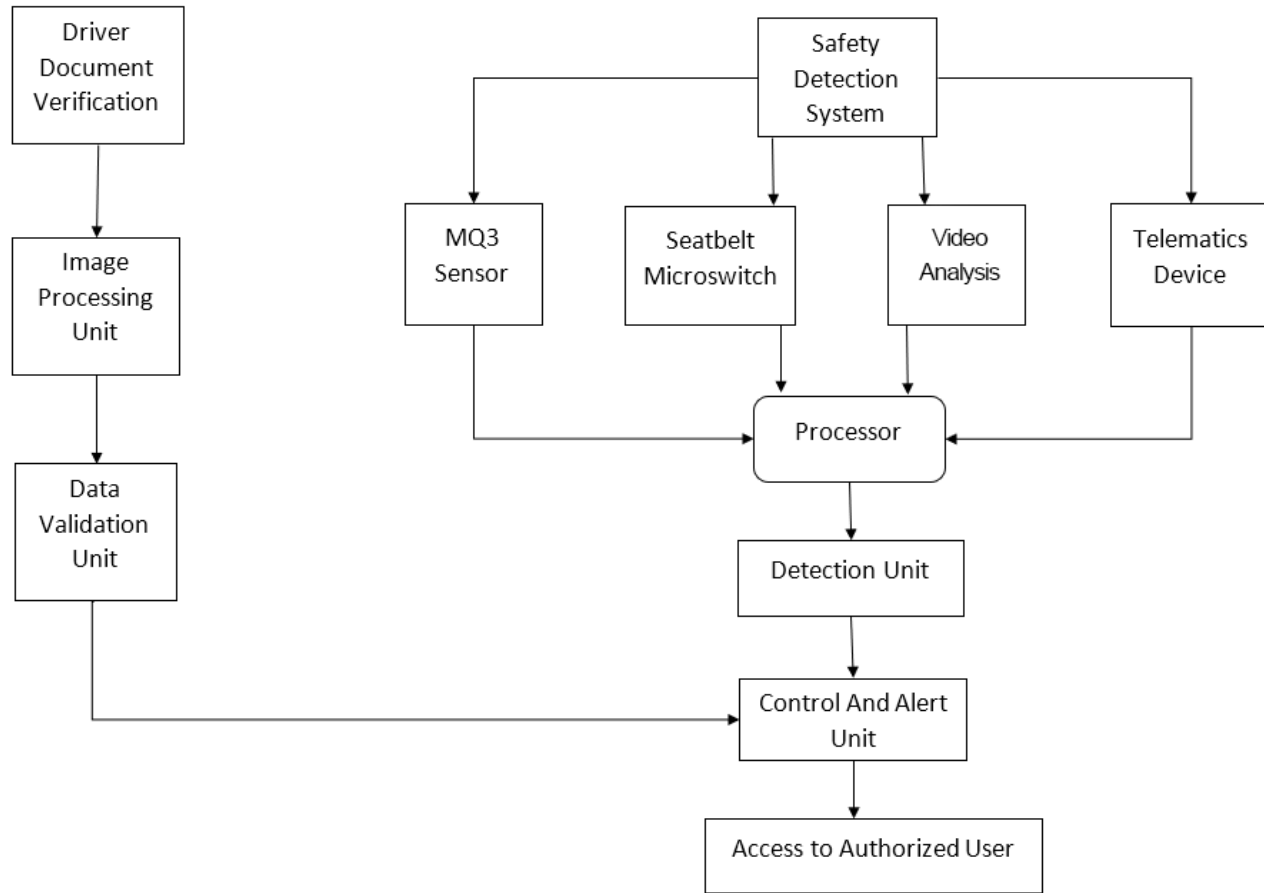 Driver
Document
Verification
Safety
Detection
System
MQ3
Sensor
Seatbelt
Microswitch
Video
Analysis
Telematics
Device
Image
Processing
Unit
Processor
Data
Validation
Unit
Detection Unit
Control And Alert
Unit
Access to Authorized User